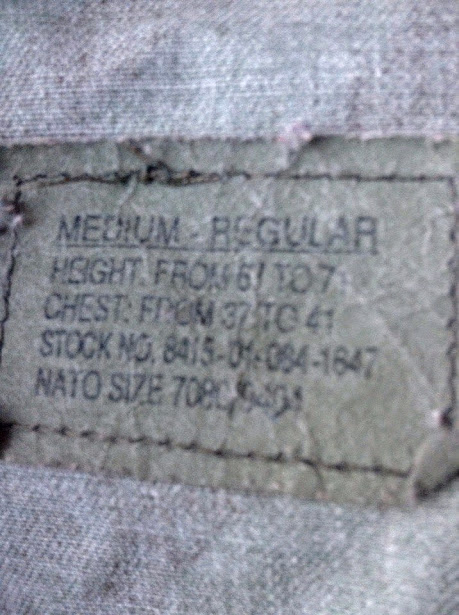 MEDIUM - REGULAR
HEIGHT: FROM 67 TO 71
CHEST: FROM 37 TO 41
STOCK NO. 8415-01-084-1647
NATO SIZE